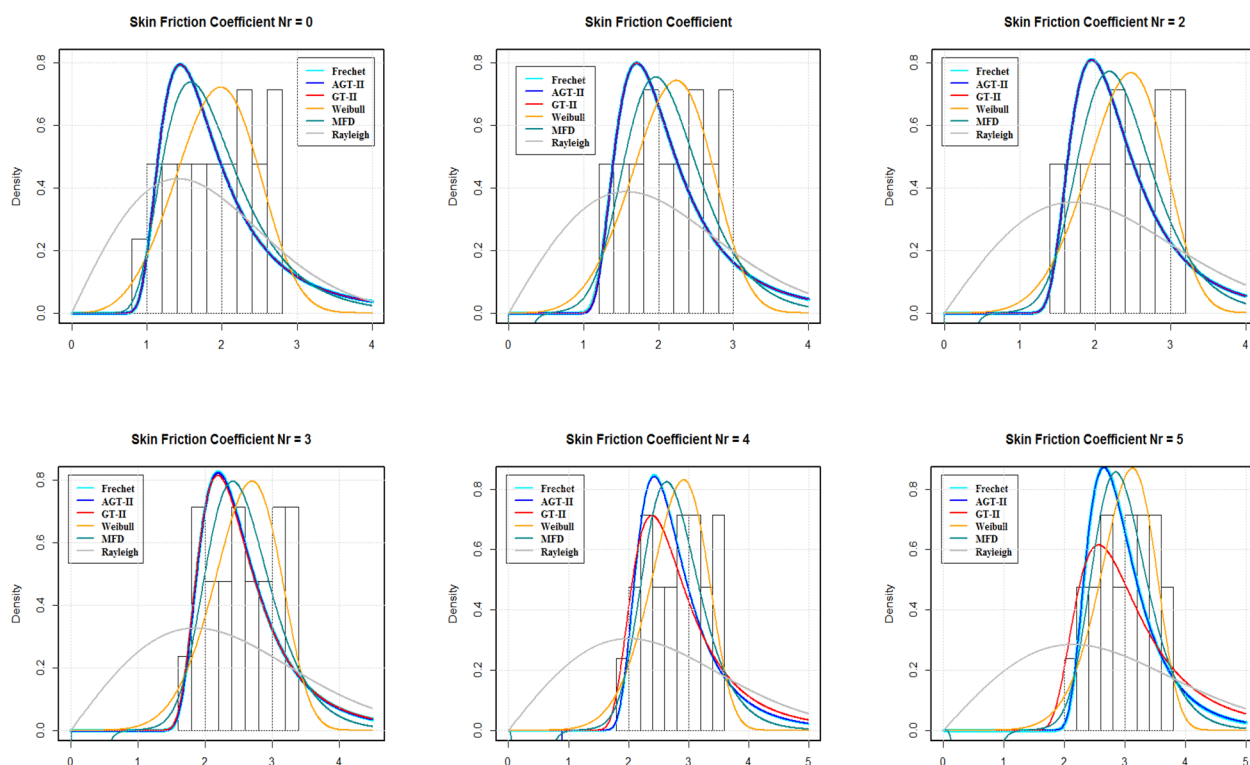 Skin Friction Coefficient Nr = 0
Density
0.8
0.6
0.4
0.2
0.0
0 1 2 3 4
Frechet
AGT-II
GT-II
Weibull
MFD
Rayleigh
Skin Friction Coefficient
Density
0.8
0.6
0.4
0.2
0.0
0 1 2 3 4
Frechet
AGT-II
GT-II
Weibull
MFD
Rayleigh
Skin Friction Coefficient Nr = 2
Density
0.8
0.6
0.4
0.2
0.0
0 1 2 3 4
Frechet
AGT-II
GT-II
Weibull
MFD
Rayleigh
Skin Friction Coefficient Nr = 3
Density
0.8
0.6
0.4
0.2
0.0
0 1 2 3 4
Frechet
AGT-II
GT-II
Weibull
MFD
Rayleigh
Skin Friction Coefficient Nr = 4
Density
0.8
0.6
0.4
0.2
0.0
0 1 2 3 4 5
Frechet
AGT-II
GT-II
Weibull
MFD
Rayleigh
Skin Friction Coefficient Nr = 5
Density
0.8
0.6
0.4
0.2
0.0
0 1 2 3 4 5
Frechet
AGT-II
GT-II
Weibull
MFD
Rayleigh